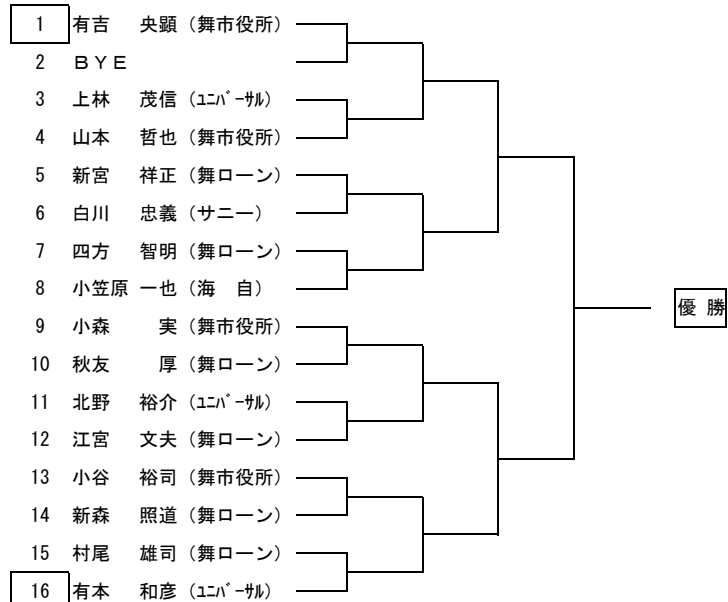 1 有吉 央顕（舞市役所）
2 ＢＹＥ
3 上林 茂信（ﾕﾆﾊﾞｰｻﾙ）
4 山本 哲也（舞市役所）
5 新宮 祥正（舞ローン）
6 白川 忠義（サニー）
7 四方 智明（舞ローン）
8 小笠原 一也（海 自）
優 勝
9 小森 実（舞市役所）
10 秋友 厚（舞ローン）
11 北野 裕介（ﾕﾆﾊﾞｰｻﾙ）
12 江宮 文夫（舞ローン）
13 小谷 裕司（舞市役所）
14 新森 照道（舞ローン）
15 村尾 雄司（舞ローン）
16 有本 和彦（ﾕﾆﾊﾞｰｻﾙ）